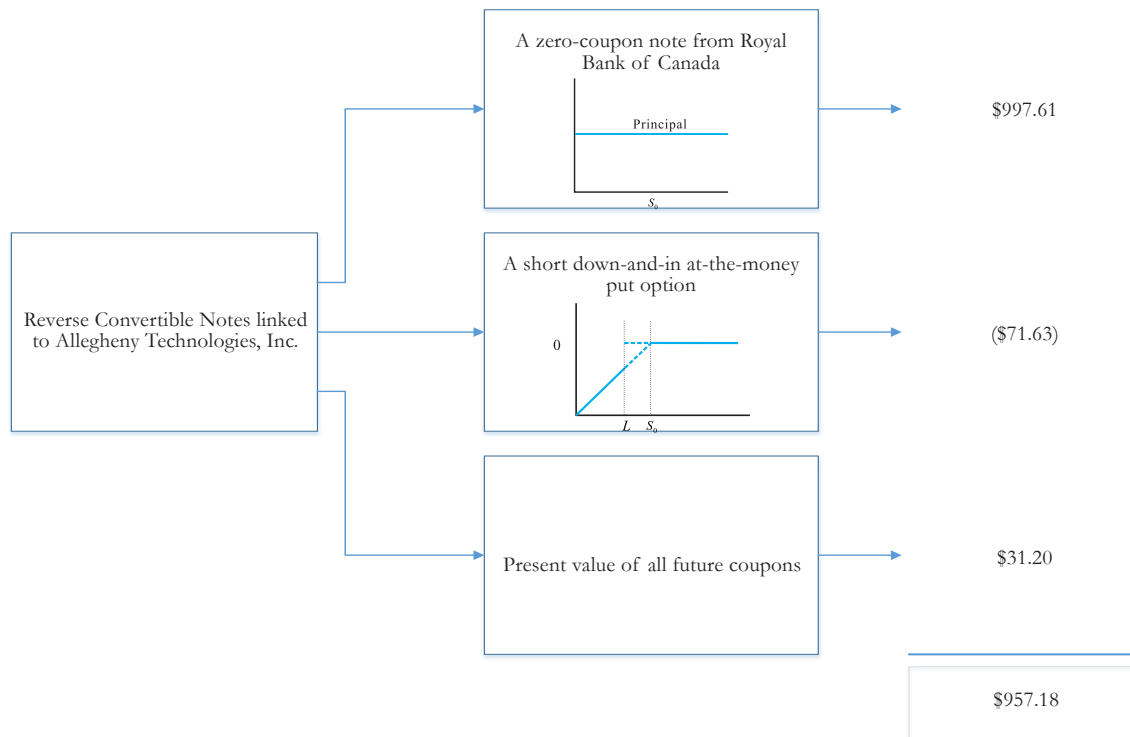 A zero-coupon note from Royal
Bank of Canada
Principal
S₀
$997.61
Reverse Convertible Notes linked
to Allegheny Technologies, Inc.
A short down-and-in at-the-money
put option
0
L S₀
($71.63)
Present value of all future coupons
$31.20
$957.18